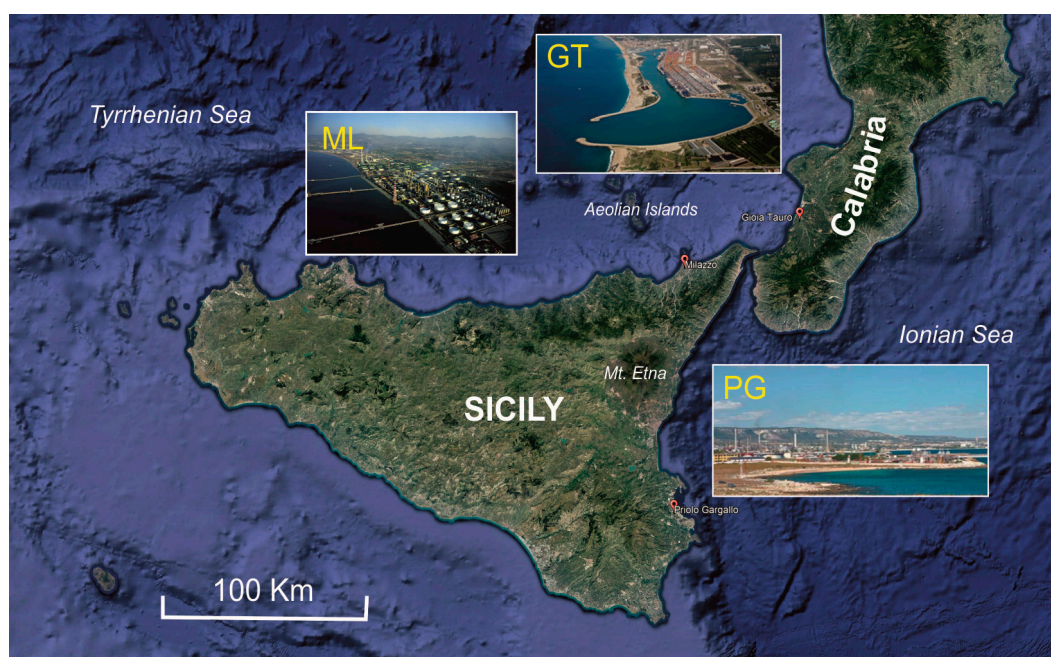 GT
Tyrrhenian Sea
ML
Calabria
Aeolian Islands
Gioia Tauro
Milazzo
Ionian Sea
Mt. Etna
PG
SICILY
Priolo Gargallo
100 Km